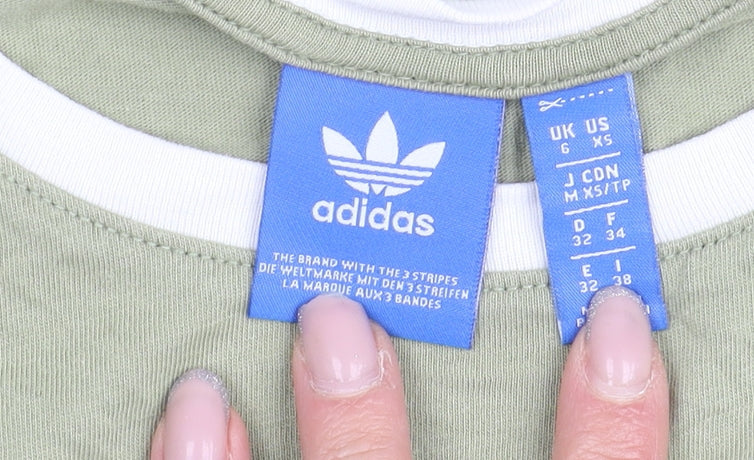 adidas
THE BRAND WITH THE 3 STRIPES
DIE WELTMARKE MIT DEN 3 STREIFEN
LA MARQUE AUX 3 BANDES
UK US
6 XS
J CDN
M XS/TP
D F
32 34
E I
32 38